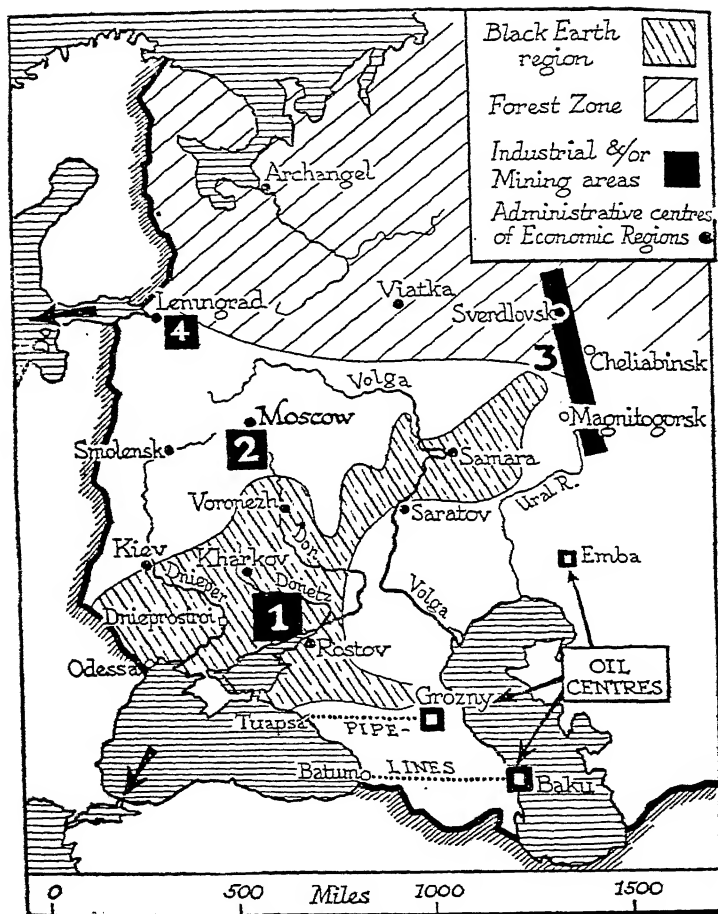 Black Earth
region
Forest Zone
Industrial &/or
Mining areas
Administrative centres
of Economic Regions
Archangel
Leningrad
4
Viatka
Sverdlovsk
3
Cheliabinsk
Volga
Moscow
Magnitogorsk
2
Smolensk
Samara
Ural R.
Voronezh
Saratov
Don.
Kiev
Kharkov
Emba
Dnieper
Donetz
Volga
Dnieprostroi
1
Rostov
Odessa
OIL
CENTRES
Grozny
Tuapsa
PIPE-
Batum
LINES
Baku
0 500 Miles 1000 1500